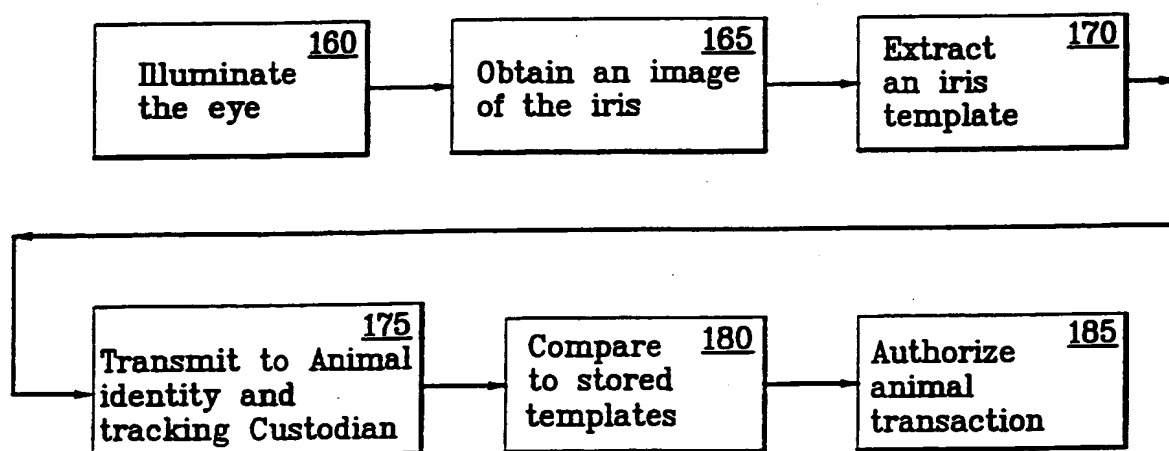 160
Illuminate
the eye
165
Obtain an image
of the iris
170
Extract
an iris
template
175
Transmit to Animal
identity and
tracking Custodian
180
Compare
to stored
templates
185
Authorize
animal
transaction